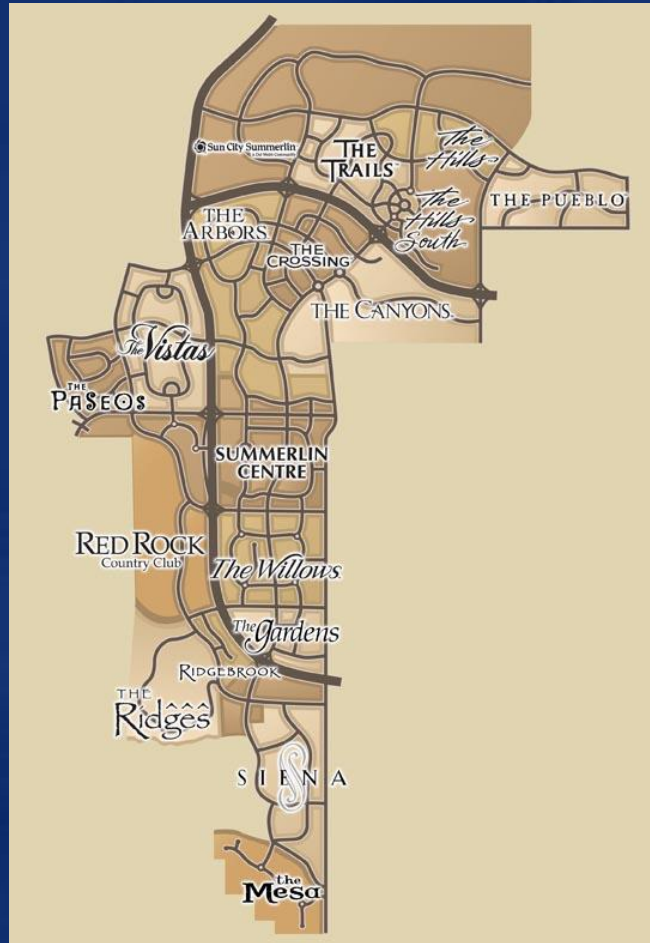 Sun City Summerlin
THE
TRAILS
The
Hills
THE PUEBLO
The
Hills
South
THE
ARBORS
THE
CROSSING
THE CANYONS
The Vistas
THE
PASEOS
SUMMERLIN
CENTRE
RED ROCK
Country Club
The Willows
The Gardens
RIDGEBROOK
THE
Ridges
SIENA
the
Mesa